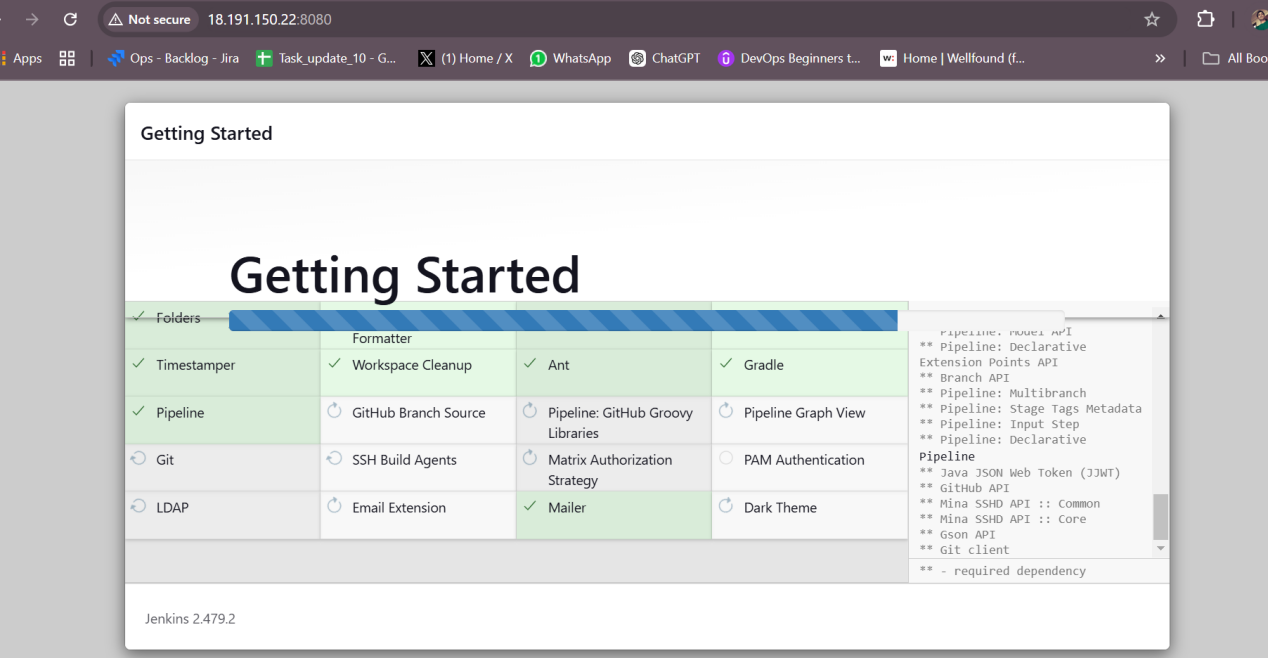 Not secure 18.191.150.22:8080
Apps Ops - Backlog - Jira Task_update_10 - G... X (1) Home / X 1 WhatsApp ChatGPT DevOps Beginners t... w: Home | Wellfound (f... » All Boo
Getting Started
Getting Started
Folders
Formatter
Timestamper
Workspace Cleanup
Ant
Gradle
Pipeline
GitHub Branch Source
Pipeline: GitHub Groovy
Libraries
Pipeline Graph View
Git
SSH Build Agents
Matrix Authorization
Strategy
PAM Authentication
LDAP
Email Extension
Mailer
Dark Theme
Pipeline: Model API
** Pipeline: Declarative
Extension Points API
** Branch API
** Pipeline: Multibranch
** Pipeline: Stage Tags Metadata
** Pipeline: Input Step
** Pipeline: Declarative
Pipeline
** Java JSON Web Token (JJWT)
** GitHub API
** Mina SSHD API :: Common
** Mina SSHD API :: Core
** Gson API
** Git client
** - required dependency
Jenkins 2.479.2